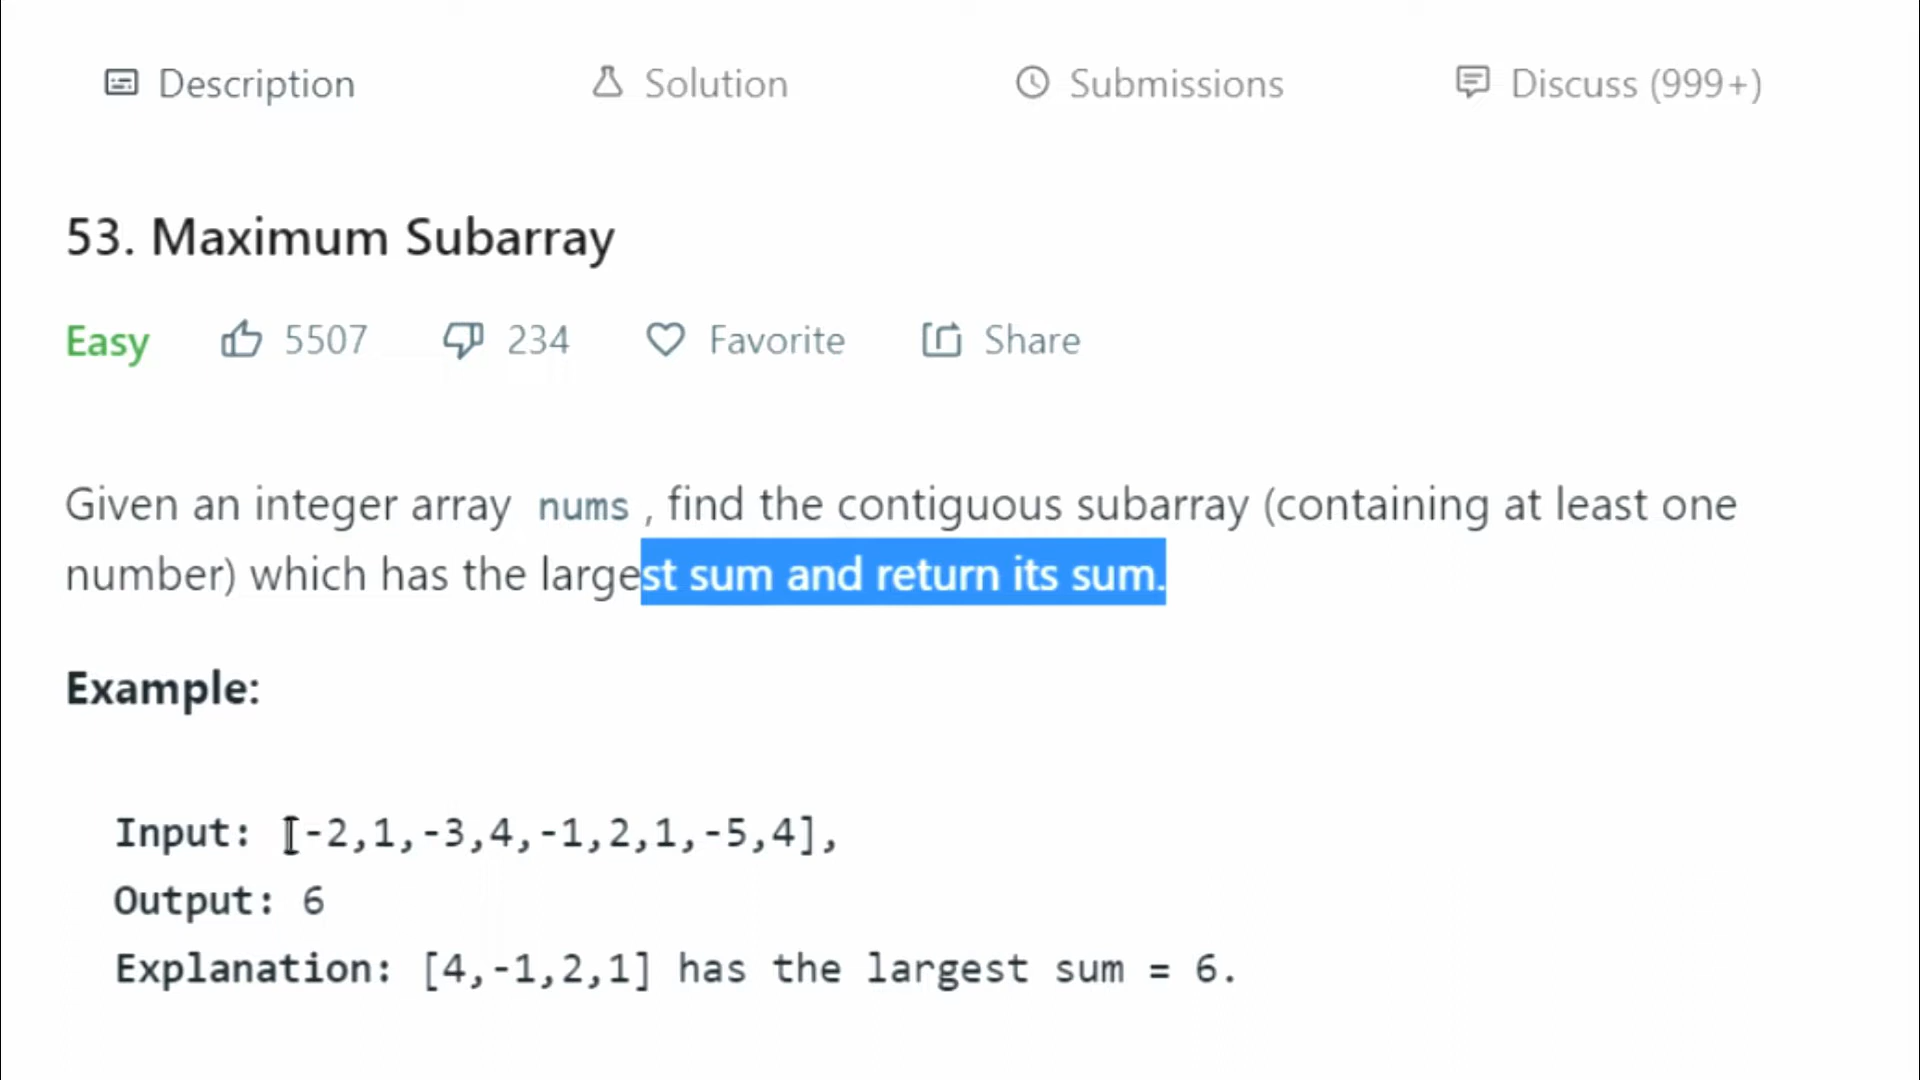 Description Solution Submissions Discuss (999+)
53. Maximum Subarray
Easy 5507 234 Favorite Share
Given an integer array nums , find the contiguous subarray (containing at least one
number) which has the largest sum and return its sum.
Example:
Input: [-2,1,-3,4,-1,2,1,-5,4],
Output: 6
Explanation: [4,-1,2,1] has the largest sum = 6.